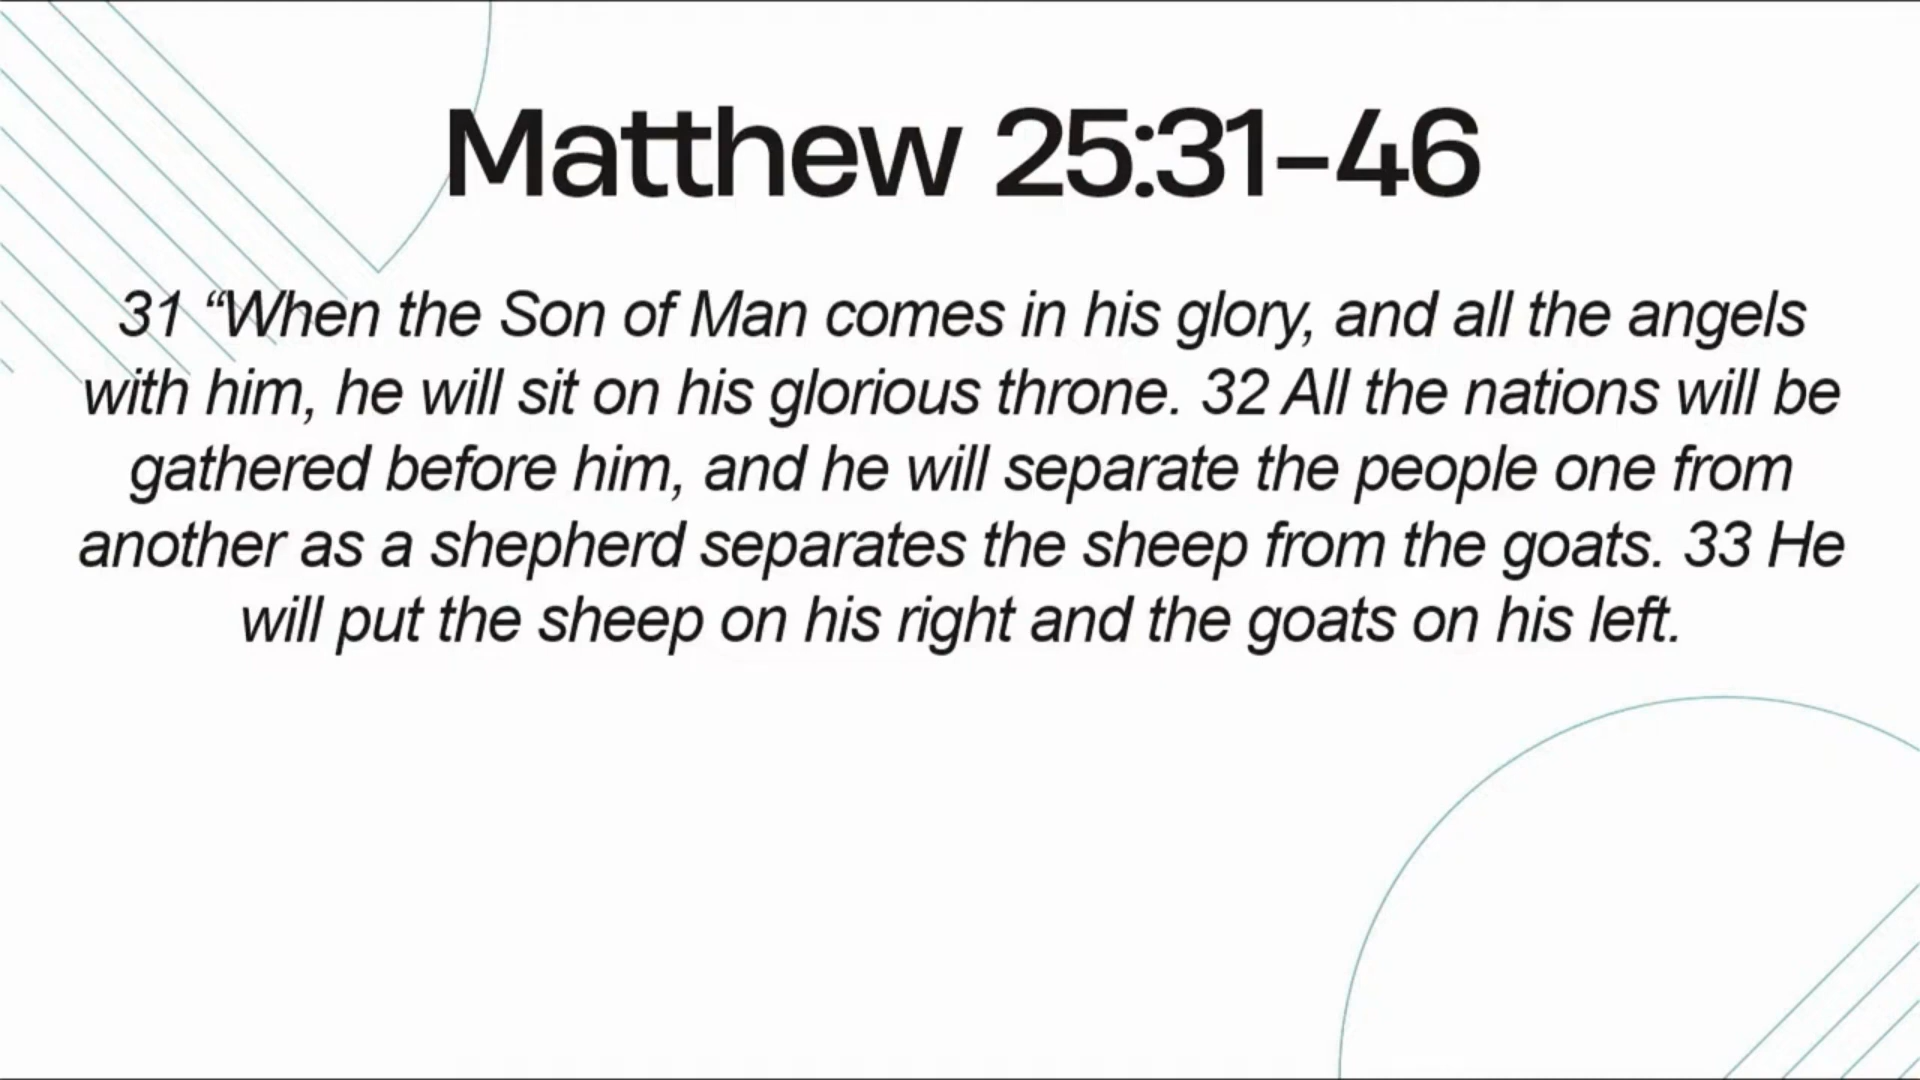 Matthew 25:31–46
31 “When the Son of Man comes in his glory, and all the angels
with him, he will sit on his glorious throne. 32 All the nations will be
gathered before him, and he will separate the people one from
another as a shepherd separates the sheep from the goats. 33 He
will put the sheep on his right and the goats on his left.